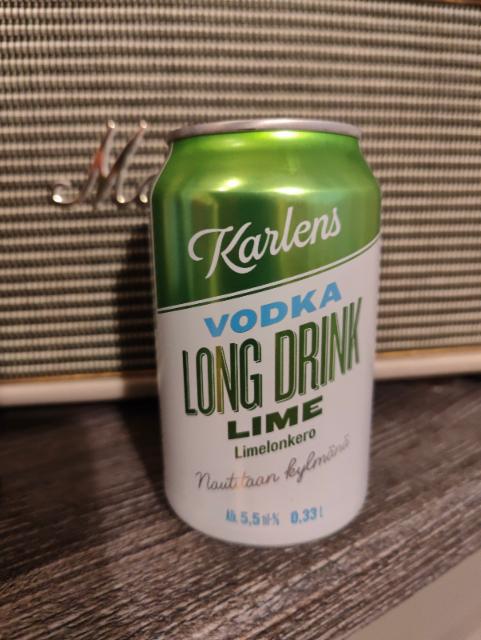 Karlens
VODKA
LONG DRINK
LIME
Limelonkero
Nautitaan kylmänä
Alk. 5,5 til-% 0,33 l